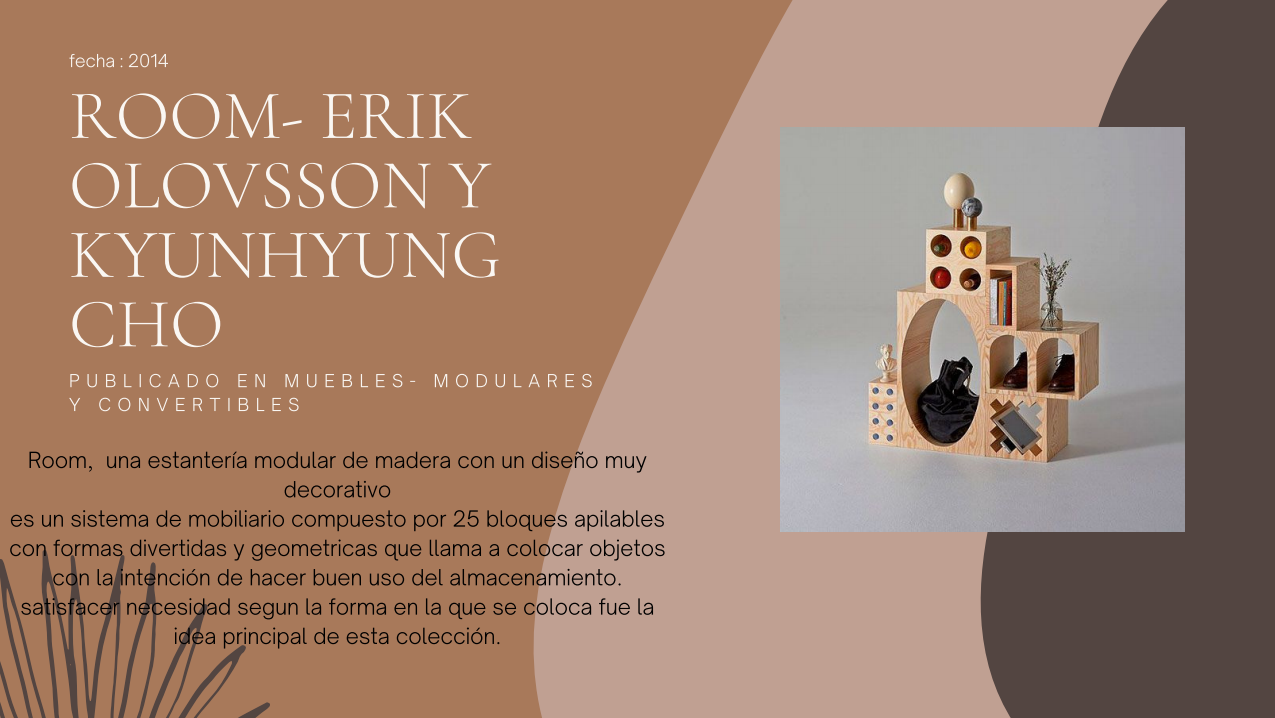 fecha : 2014
ROOM- ERIK
OLOVSSON Y
KYUNHYUNG
CHO
PUBLICADO EN MUEBLES- MODULARES
Y CONVERTIBLES
Room, una estantería modular de madera con un diseño muy
decorativo
es un sistema de mobiliario compuesto por 25 bloques apilables
con formas divertidas y geometricas que llama a colocar objetos
con la intención de hacer buen uso del almacenamiento.
satisfacer necesidad segun la forma en la que se coloca fue la
idea principal de esta colección.